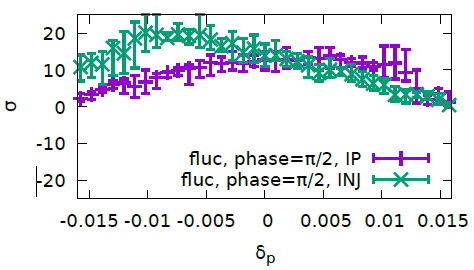 20
10
σ
0
-10
fluc, phase=π/2, IP
-20
fluc, phase=π/2, INJ
-0.015 -0.01 -0.005 0 0.005 0.01 0.015
δp